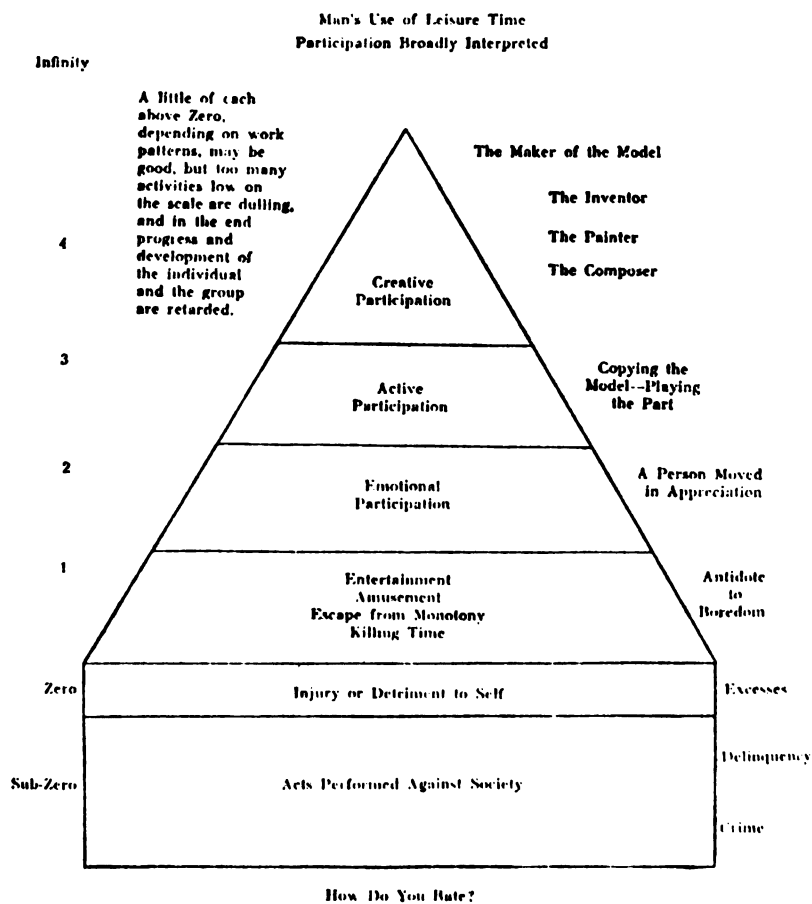 Man's Use of Leisure Time
Participation Broadly Interpreted
Infinity
A little of each
above Zero,
depending on work
patterns, may be
good, but too many
activities low on
the scale are dulling,
and in the end
progress and
development of
the individual
and the group
are retarded.
The Maker of the Model
The Inventor
The Painter
The Composer
4
Creative
Participation
3
Active
Participation
Copying the
Model--Playing
the Part
2
Emotional
Participation
A Person Moved
in Appreciation
1
Entertainment
Amusement
Escape from Monotony
Killing Time
Antidote
to
Boredom
Zero
Injury or Detriment to Self
Excesses
Sub-Zero
Acts Performed Against Society
Delinquency
Crime
How Do You Rate?